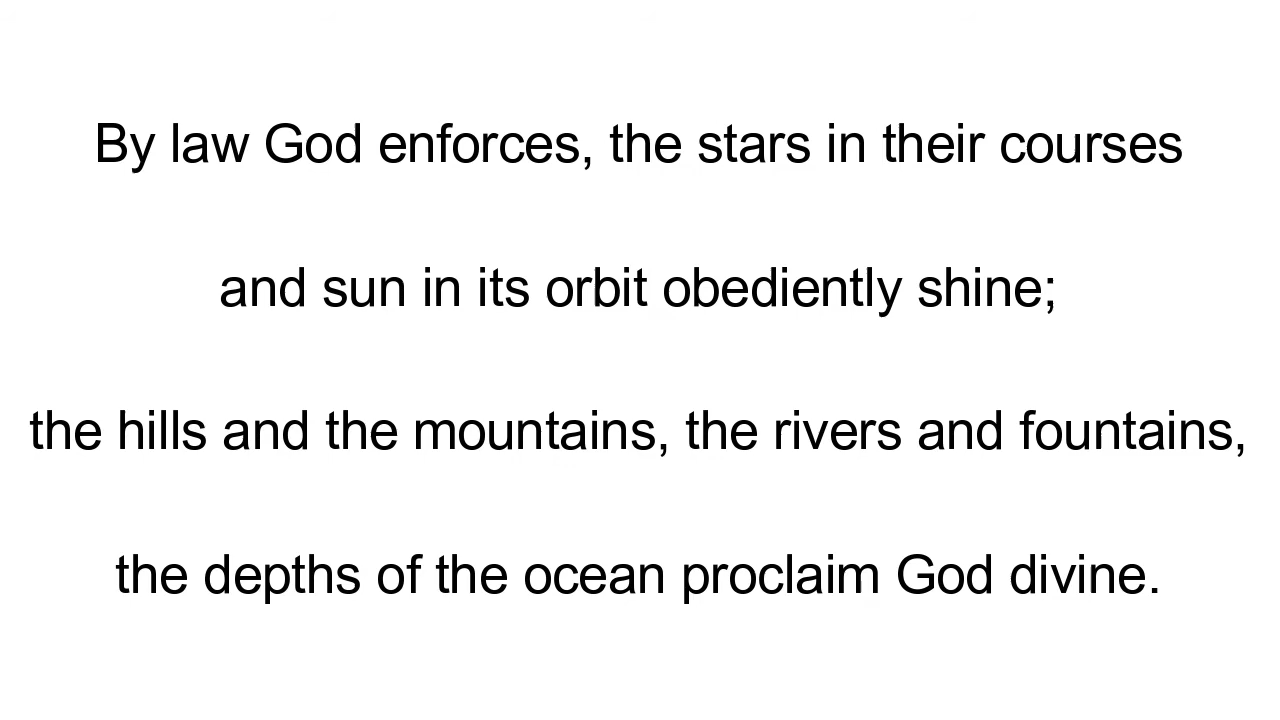 By law God enforces, the stars in their courses
and sun in its orbit obediently shine;
the hills and the mountains, the rivers and fountains,
the depths of the ocean proclaim God divine.